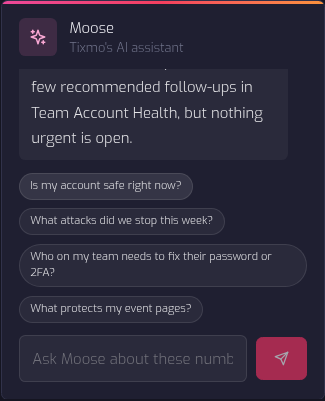 Moose
Tixmo's AI assistant
few recommended follow-ups in
Team Account Health, but nothing
urgent is open.
Is my account safe right now?
What attacks did we stop this week?
Who on my team needs to fix their password or
2FA?
What protects my event pages?
Ask Moose about these numb